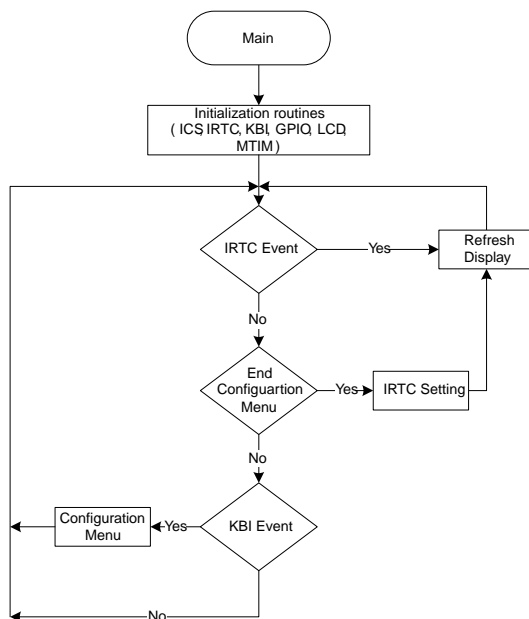 Main
Initialization routines
( ICS, IRTC, KBI, GPIO, LCD,
MTIM )
IRTC Event
Yes
Refresh
Display
No
End
Configuartion
Menu
Yes
IRTC Setting
No
Configuration
Menu
Yes
KBI Event
No